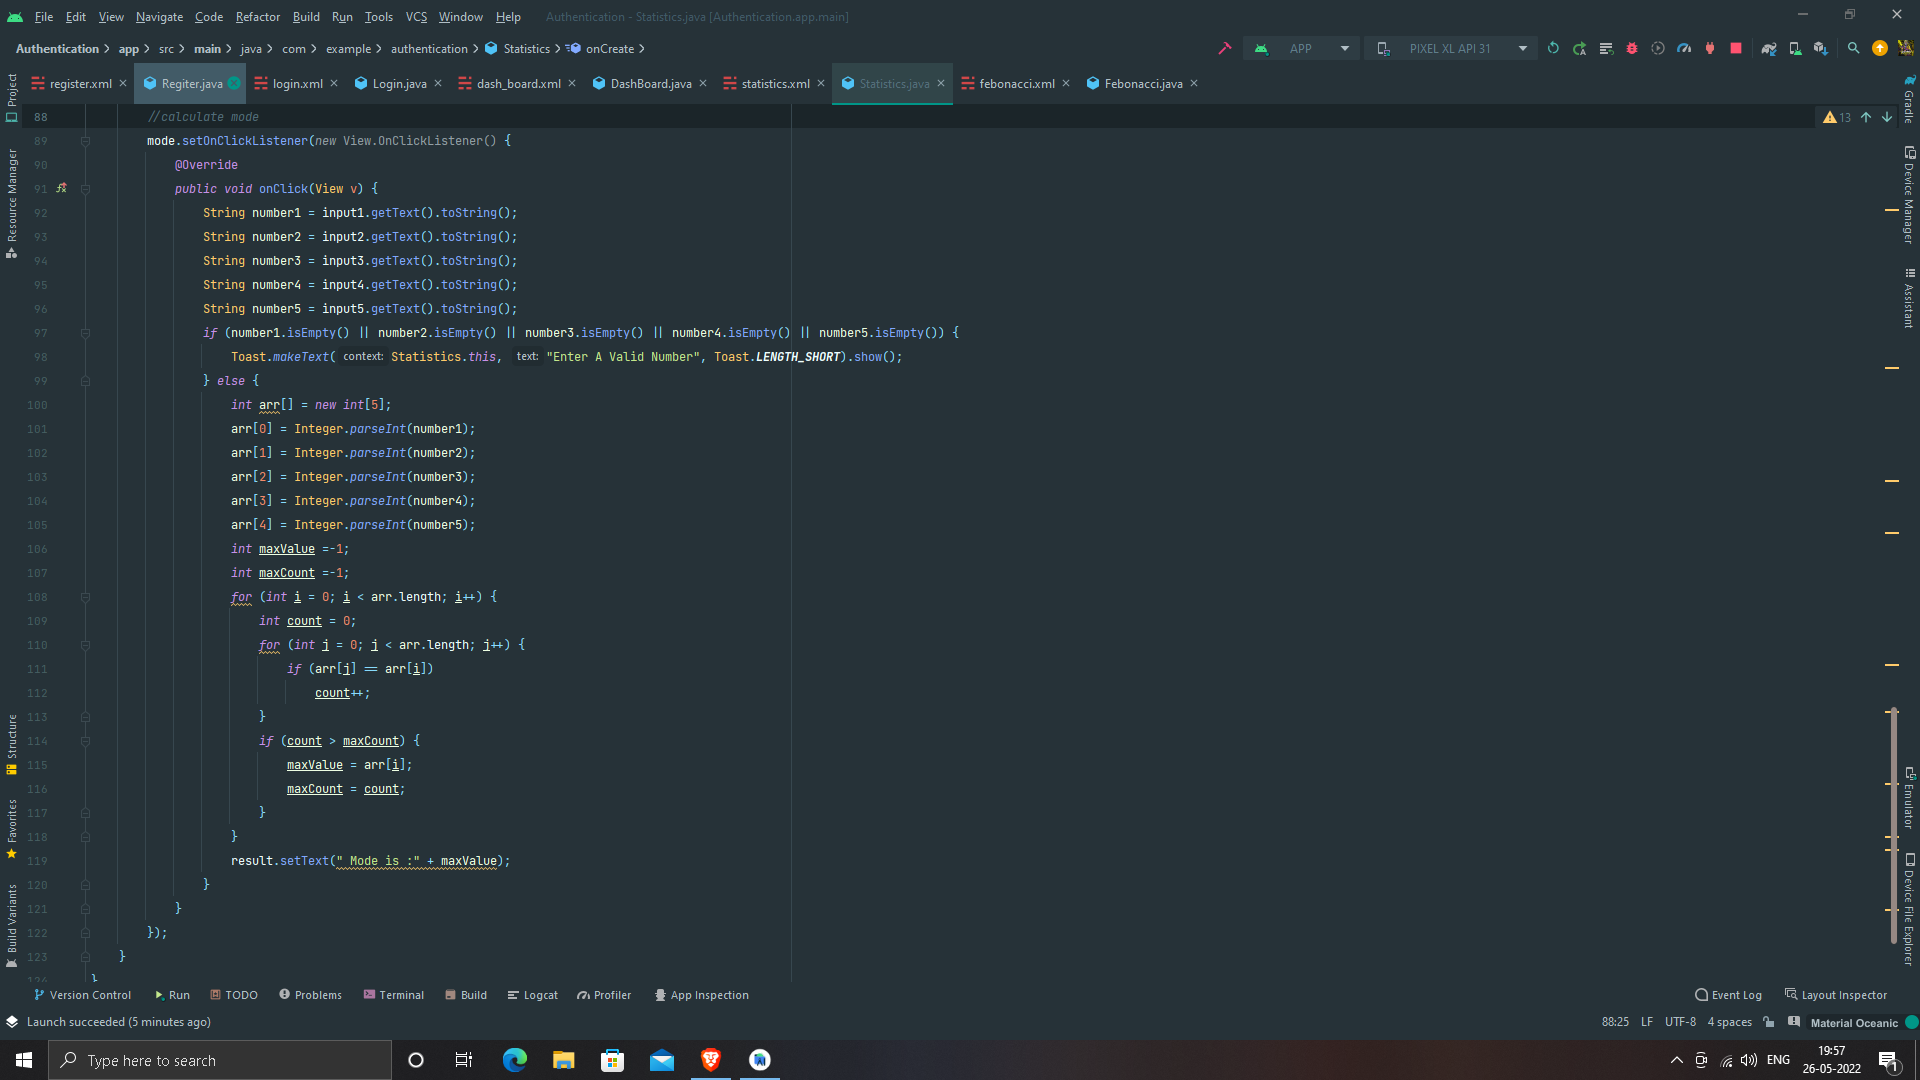 File Edit View Navigate Code Refactor Build Run Tools VCS Window Help Authentication - Statistics.java [Authentication.app.main]
Authentication app src main java com example authentication Statistics onCreate APP PIXEL XL API 31
register.xml Regiter.java login.xml Login.java dash_board.xml DashBoard.java statistics.xml Statistics.java febonacci.xml Febonacci.java
Project
Resource Manager
Structure
Favorites
Build Variants
88 //calculate mode 13
89 mode.setOnClickListener(new View.OnClickListener() {
90 @Override
91 public void onClick(View v) {
92 String number1 = input1.getText().toString();
93 String number2 = input2.getText().toString();
94 String number3 = input3.getText().toString();
95 String number4 = input4.getText().toString();
96 String number5 = input5.getText().toString();
97 if (number1.isEmpty() || number2.isEmpty() || number3.isEmpty() || number4.isEmpty() || number5.isEmpty()) {
98 Toast.makeText( context: Statistics.this, text: "Enter A Valid Number", Toast.LENGTH_SHORT).show();
99 } else {
100 int arr[] = new int[5];
101 arr[0] = Integer.parseInt(number1);
102 arr[1] = Integer.parseInt(number2);
103 arr[2] = Integer.parseInt(number3);
104 arr[3] = Integer.parseInt(number4);
105 arr[4] = Integer.parseInt(number5);
106 int maxValue =-1;
107 int maxCount =-1;
108 for (int i = 0; i < arr.length; i++) {
109 int count = 0;
110 for (int j = 0; j < arr.length; j++) {
111 if (arr[j] == arr[i])
112 count++;
113 }
114 if (count > maxCount) {
115 maxValue = arr[i];
116 maxCount = count;
117 }
118 }
119 result.setText(" Mode is :" + maxValue);
120 }
121 }
122 });
123 }
124 }
Gradle
Device Manager
Assistant
Emulator
Device File Explorer
Version Control Run TODO Problems Terminal Build Logcat Profiler App Inspection Event Log Layout Inspector
Launch succeeded (5 minutes ago) 88:25 LF UTF-8 4 spaces Material Oceanic
Type here to search ENG 19:57
26-05-2022 1